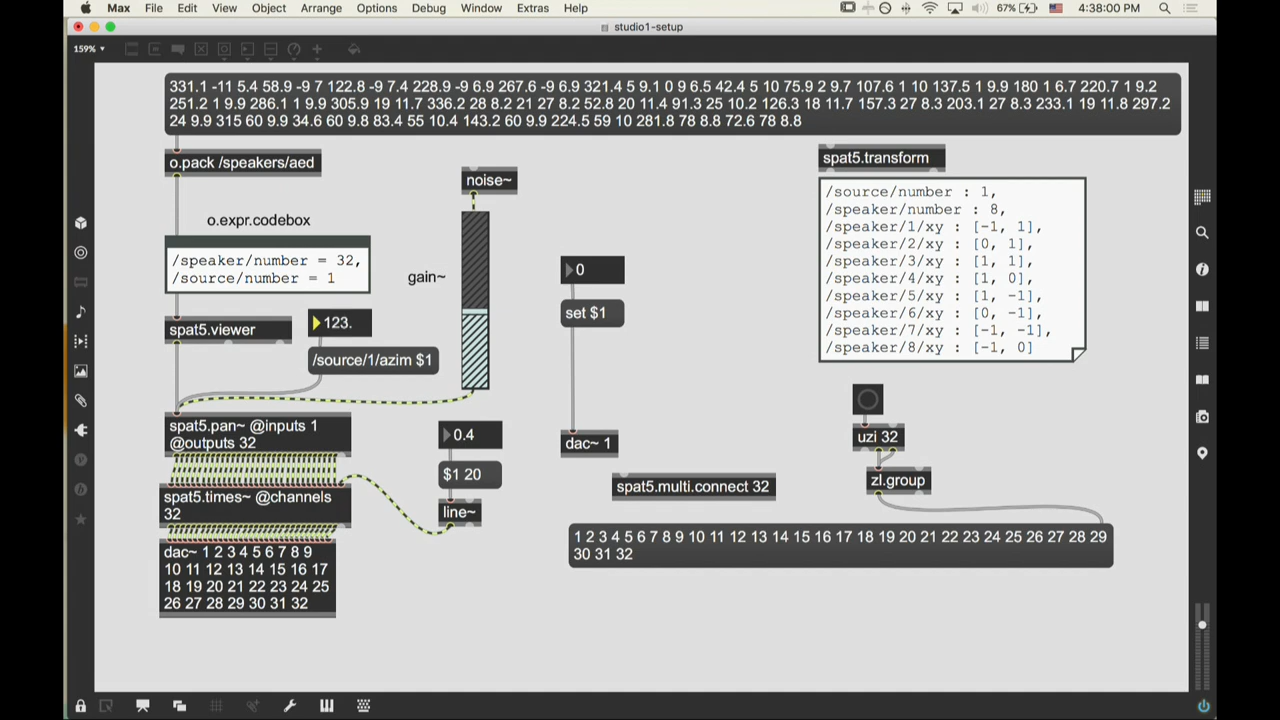 Max File Edit View Object Arrange Options Debug Window Extras Help 67% 4:38:00 PM
studio1-setup
159%
331.1 -11 5.4 58.9 -9 7 122.8 -9 7.4 228.9 -9 6.9 267.6 -9 6.9 321.4 5 9.1 0 9 6.5 42.4 5 10 75.9 2 9.7 107.6 1 10 137.5 1 9.9 180 1 6.7 220.7 1 9.2
251.2 1 9.9 286.1 1 9.9 305.9 19 11.7 336.2 28 8.2 21 27 8.2 52.8 20 11.4 91.3 25 10.2 126.3 18 11.7 157.3 27 8.3 203.1 27 8.3 233.1 19 11.8 297.2
24 9.9 315 60 9.9 34.6 60 9.8 83.4 55 10.4 143.2 60 9.9 224.5 59 10 281.8 78 8.8 72.6 78 8.8
o.pack /speakers/aed
o.expr.codebox
/speaker/number = 32,
/source/number = 1
spat5.viewer
123.
/source/1/azim $1
spat5.pan~ @inputs 1
@outputs 32
spat5.times~ @channels
32
dac~ 1 2 3 4 5 6 7 8 9
10 11 12 13 14 15 16 17
18 19 20 21 22 23 24 25
26 27 28 29 30 31 32
noise~
gain~
0.4
$1 20
line~
0
set $1
dac~ 1
spat5.multi.connect 32
spat5.transform
/source/number : 1,
/speaker/number : 8,
/speaker/1/xy : [-1, 1],
/speaker/2/xy : [0, 1],
/speaker/3/xy : [1, 1],
/speaker/4/xy : [1, 0],
/speaker/5/xy : [1, -1],
/speaker/6/xy : [0, -1],
/speaker/7/xy : [-1, -1],
/speaker/8/xy : [-1, 0]
uzi 32
zl.group
1 2 3 4 5 6 7 8 9 10 11 12 13 14 15 16 17 18 19 20 21 22 23 24 25 26 27 28 29
30 31 32